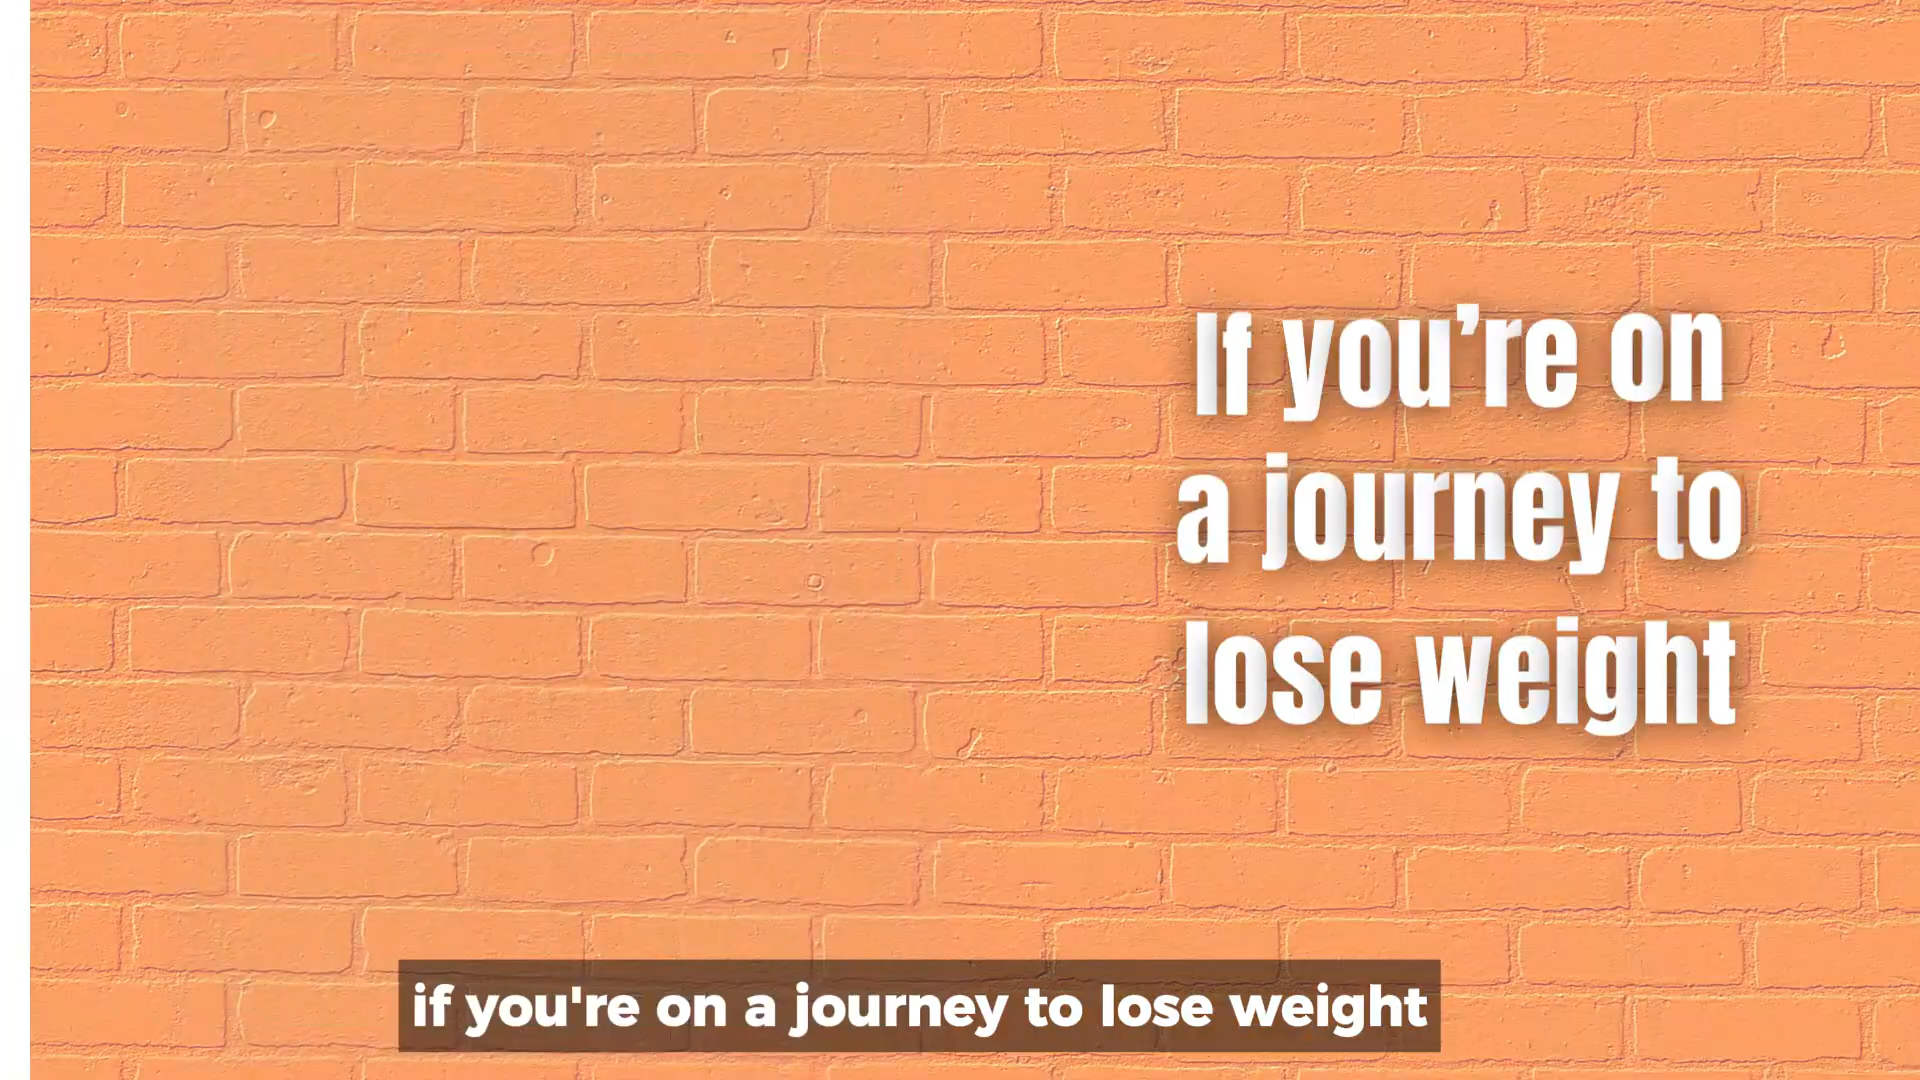 If you’re on
a journey to
lose weight
if you're on a journey to lose weight